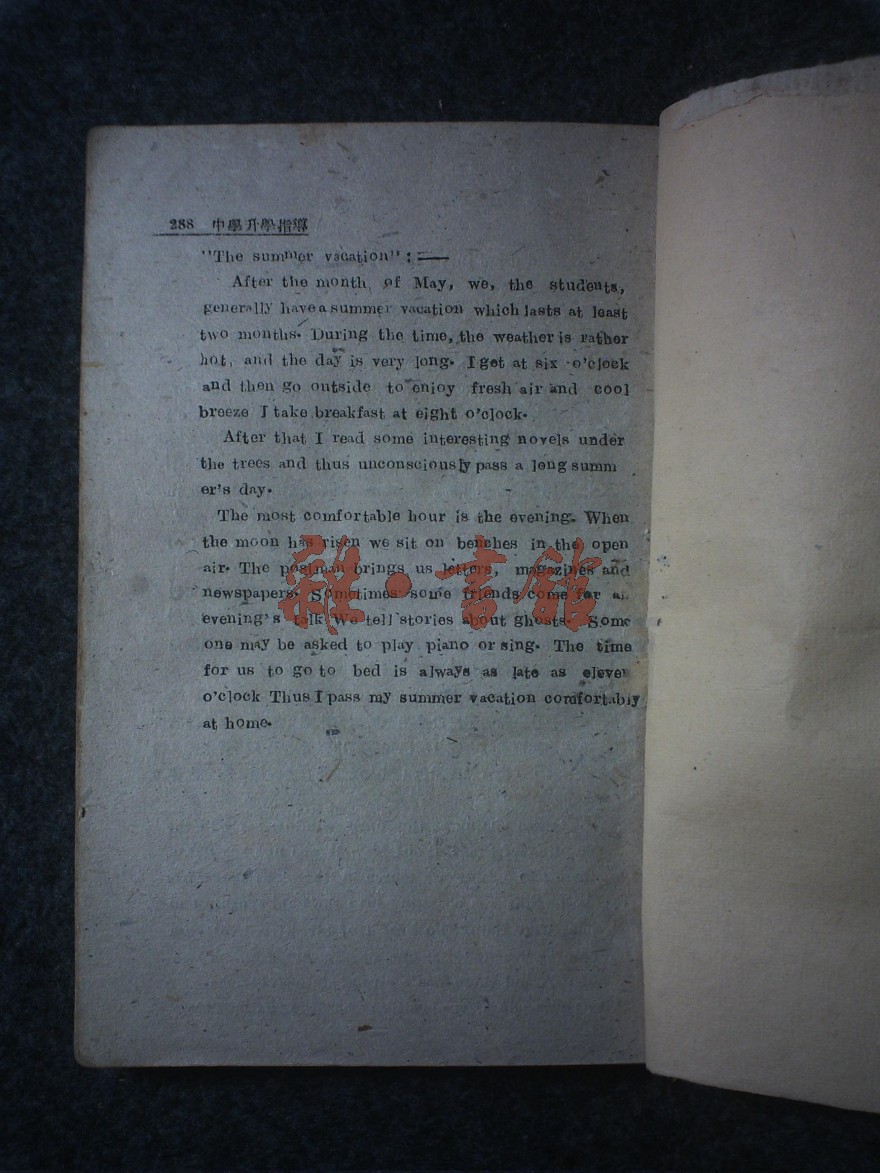 288 中學升學指導
"The summer vacation" : —
After the month of May, we, the students,
generally have a summer vacation which lasts at least
two months. During the time, the weather is rather
hot, and the day is very long. I get at six o'clock
and then go outside to enjoy fresh air and cool
breeze I take breakfast at eight o'clock.
After that I read some interesting novels under
the trees and thus unconsciously pass a long summ
er's day.
The most comfortable hour is the evening. When
the moon has risen we sit on benches in the open
air. The postman brings us letters, magazines and
newspapers. Sometimes some friends come for a
evening's talk We tell stories about ghosts. Some
one may be asked to play piano or sing. The time
for us to go to bed is always as late as eleve
o'clock Thus I pass my summer vacation comfortably
at home.
雜·書館